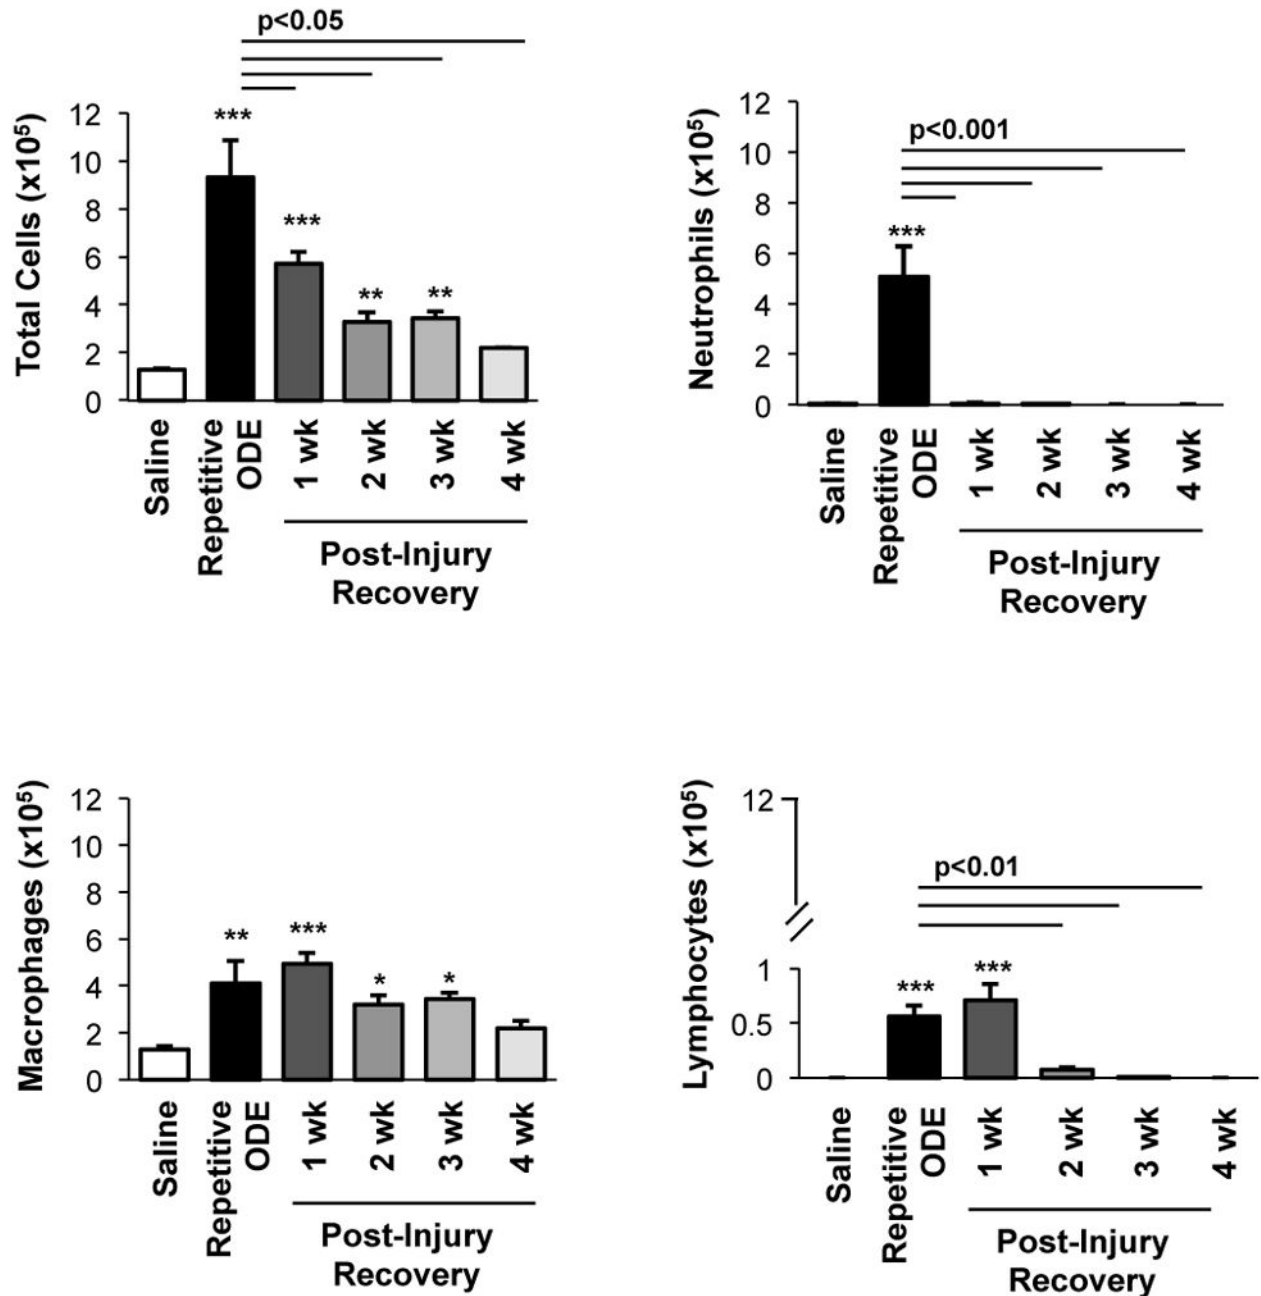 p<0.05
Total Cells (x10⁵)
12
10
8
6
4
2
0
***
***
**
**
Saline
Repetitive
ODE
1 wk
2 wk
3 wk
4 wk
Post-Injury
Recovery
p<0.001
Neutrophils (x10⁵)
12
10
8
6
4
2
0
***
Saline
Repetitive
ODE
1 wk
2 wk
3 wk
4 wk
Post-Injury
Recovery
Macrophages (x10⁵)
12
10
8
6
4
2
0
**
***
*
*
Saline
Repetitive
ODE
1 wk
2 wk
3 wk
4 wk
Post-Injury
Recovery
p<0.01
Lymphocytes (x10⁵)
12
1
0.5
0
***
***
Saline
Repetitive
ODE
1 wk
2 wk
3 wk
4 wk
Post-Injury
Recovery